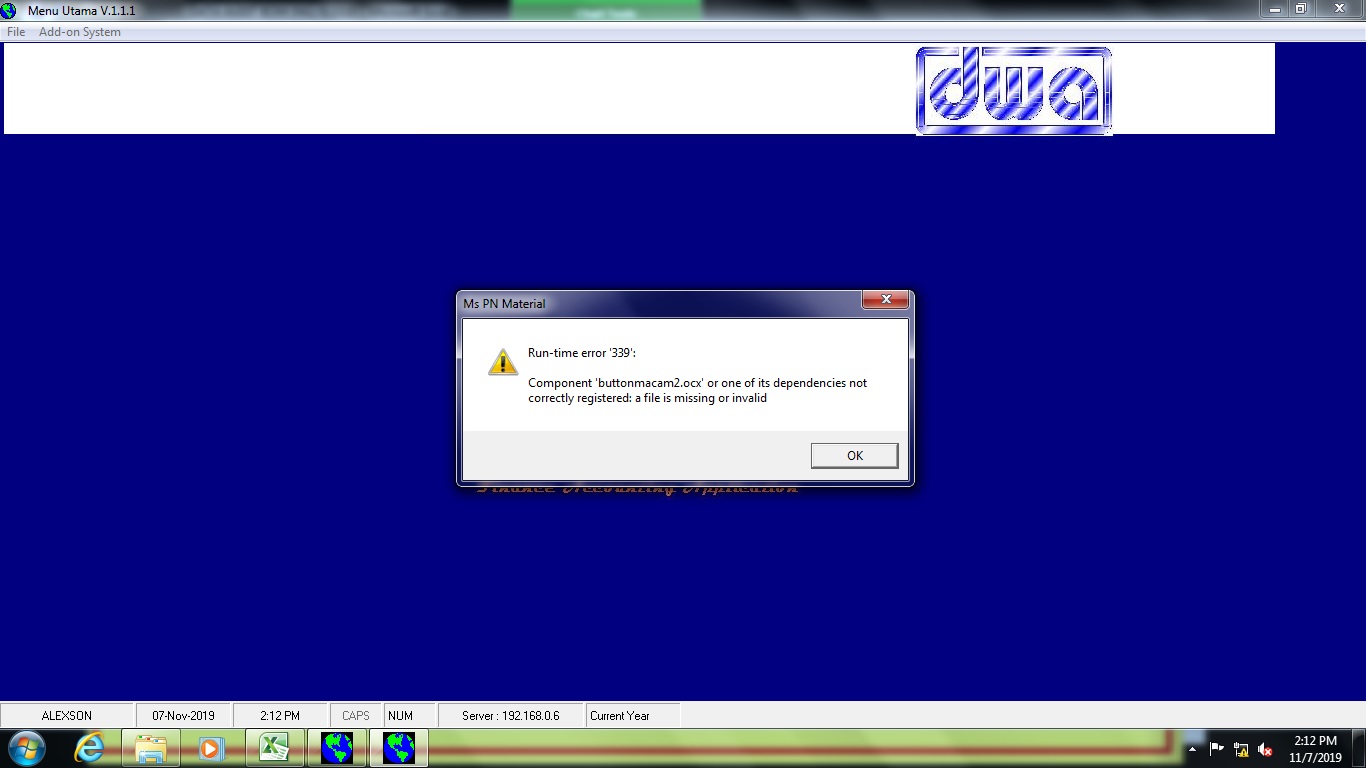 Menu Utama V.1.1.1
File Add-on System
dwa
Ms PN Material
Run-time error '339':
Component 'buttonmacam2.ocx' or one of its dependencies not
correctly registered: a file is missing or invalid
OK
Finance Accounting Application
ALEXSON 07-Nov-2019 2:12 PM CAPS NUM Server : 192.168.0.6 Current Year
2:12 PM
11/7/2019